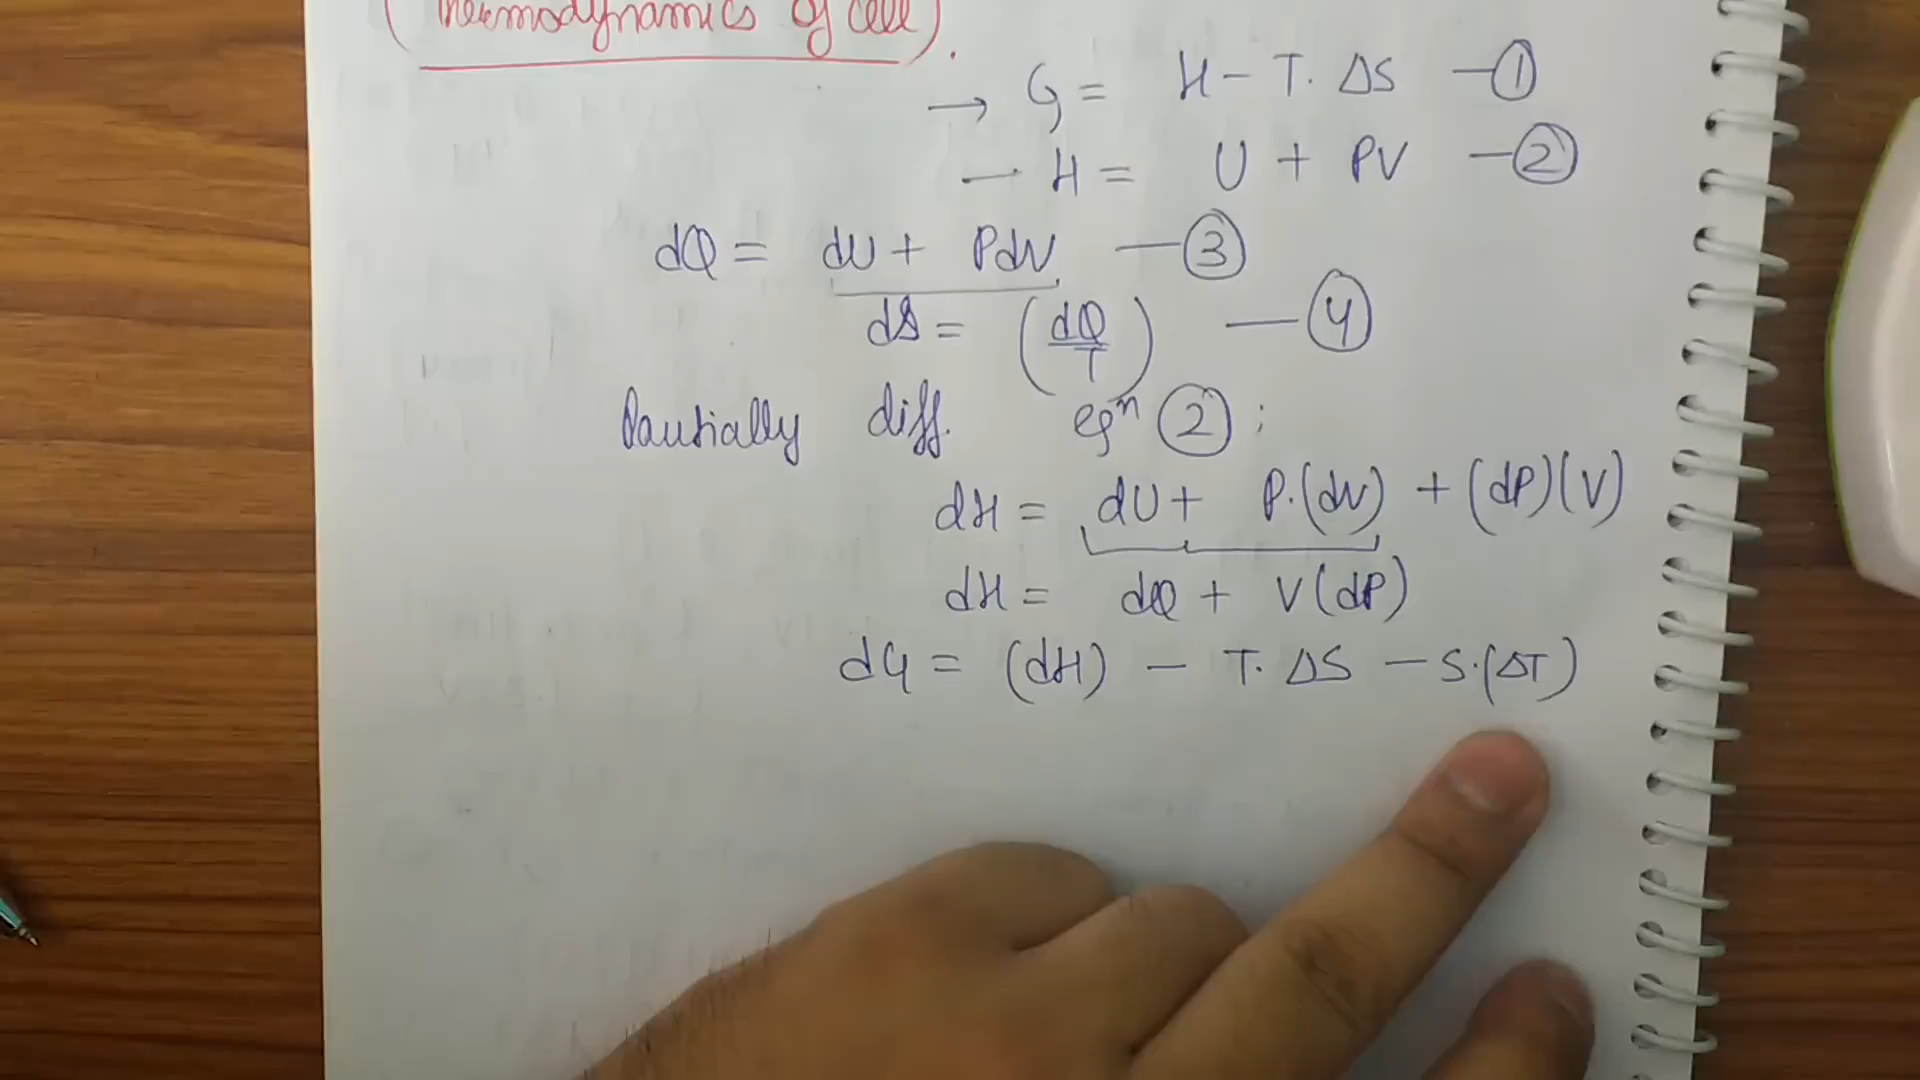 (Thermodynamics of cell).
→ G = H - T. ΔS —①
— H = U + PV —②
dQ = dU + PdV —③
dS = (dQ/T) —④
Partially diff. eqⁿ ② :
dH = dU + P.(dV) + (dP)(V)
dH = dQ + V(dP)
dG = (dH) - T. ΔS - S.(ΔT)